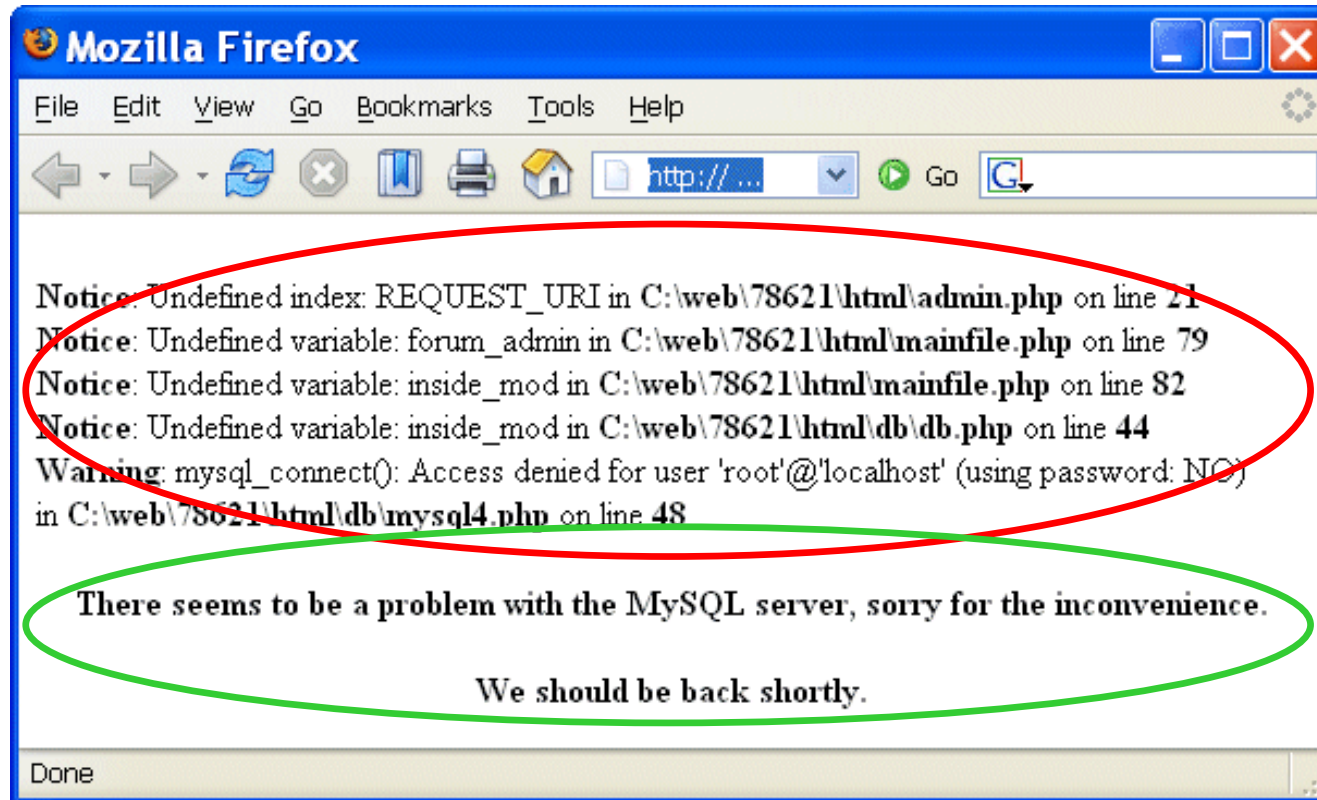 Mozilla Firefox
File Edit View Go Bookmarks Tools Help
http:// ... Go G
Notice: Undefined index: REQUEST_URI in C:\web\78621\html\admin.php on line 21
Notice: Undefined variable: forum_admin in C:\web\78621\html\mainfile.php on line 79
Notice: Undefined variable: inside_mod in C:\web\78621\html\mainfile.php on line 82
Notice: Undefined variable: inside_mod in C:\web\78621\html\db\db.php on line 44
Warning: mysql_connect(): Access denied for user 'root'@'localhost' (using password: NO)
in C:\web\78621\html\db\mysql4.php on line 48
There seems to be a problem with the MySQL server, sorry for the inconvenience.
We should be back shortly.
Done